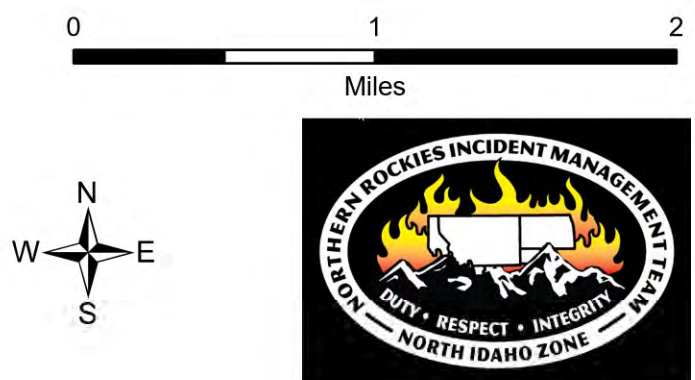 0 1 2
Miles
N
W E
S
NORTHERN ROCKIES INCIDENT MANAGEMENT TEAM
DUTY • RESPECT • INTEGRITY
NORTH IDAHO ZONE